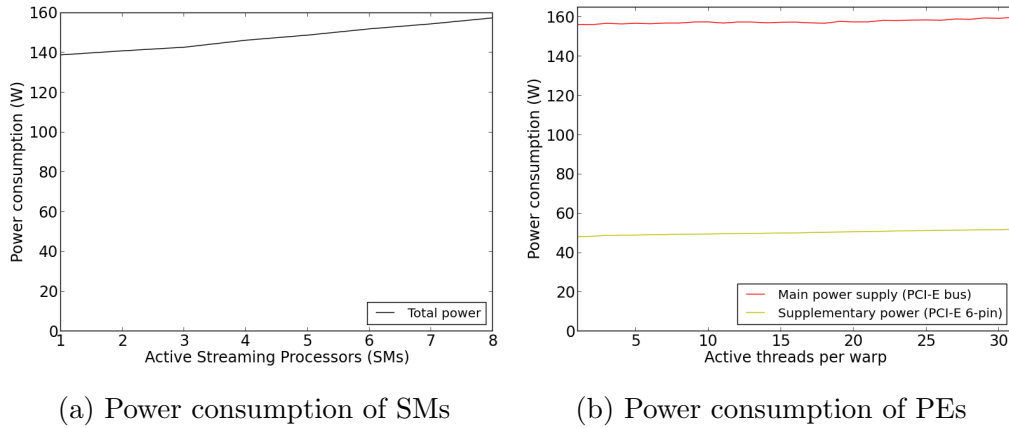 160
140
120
100
80
60
40
20
0
Power consumption (W)
Total power
1 2 3 4 5 6 7 8
Active Streaming Processors (SMs)
(a) Power consumption of SMs
160
140
120
100
80
60
40
20
0
Power consumption (W)
Main power supply (PCI-E bus)
Supplementary power (PCI-E 6-pin)
5 10 15 20 25 30
Active threads per warp
(b) Power consumption of PEs